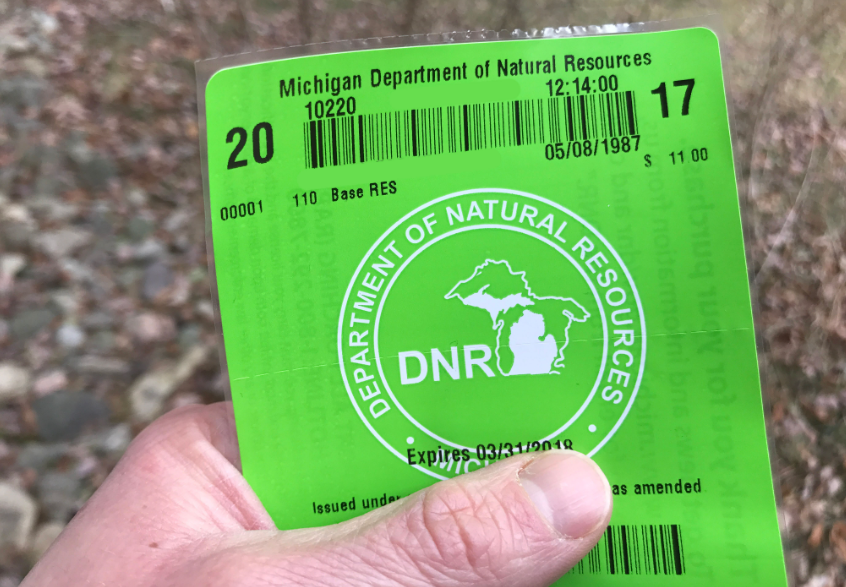 Michigan Department of Natural Resources
10220 12:14:00
20 17
05/08/1987
$ 11 00
00001 110 Base RES
DEPARTMENT OF NATURAL RESOURCES
DNR
Expires 03/31/2018
Issued under as amended